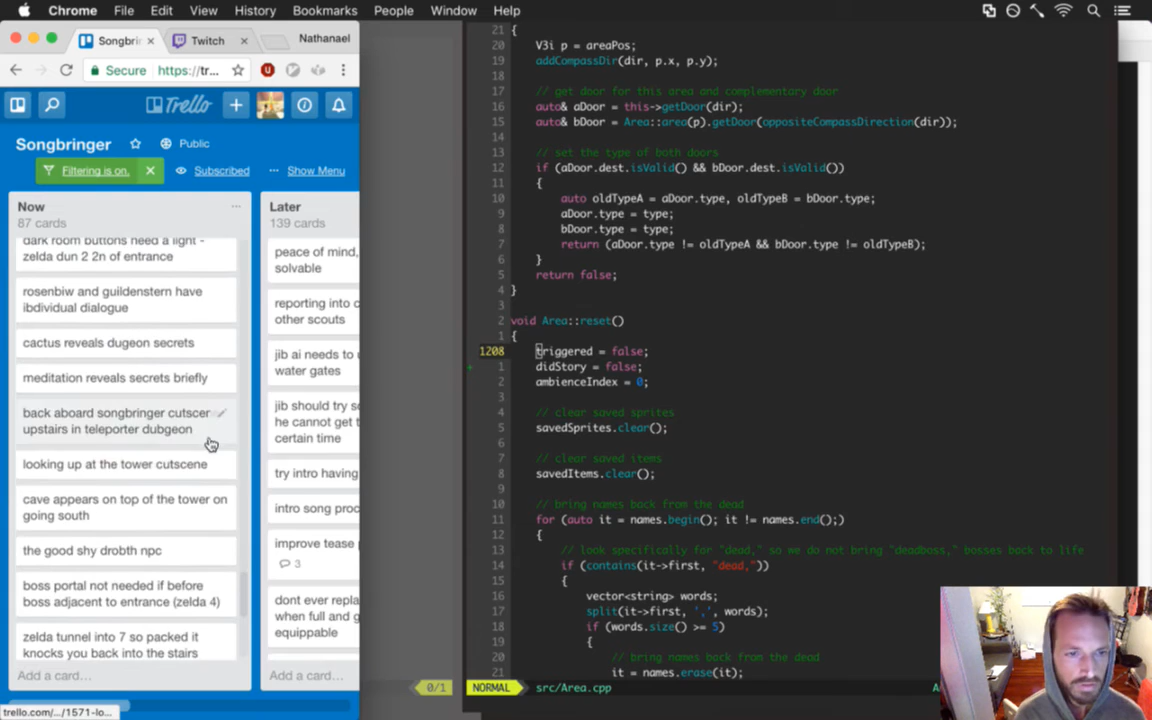 Chrome File Edit View History Bookmarks People Window Help
Songbri Twitch Nathanael
Secure https://tr...
Trello
Songbringer Public
Filtering is on. Subscribed ... Show Menu
Now
87 cards
dark room buttons need a light -
zelda dun 2 2n of entrance
rosenbiw and guildenstern have
ibdividual dialogue
cactus reveals dugeon secrets
meditation reveals secrets briefly
back aboard songbringer cutscen
upstairs in teleporter dubgeon
looking up at the tower cutscene
cave appears on top of the tower on
going south
the good shy drobth npc
boss portal not needed if before
boss adjacent to entrance (zelda 4)
zelda tunnel into 7 so packed it
knocks you back into the stairs
Add a card...
trello.com/.../1571-lo...
Later
139 cards
peace of mind,
solvable
reporting into c
other scouts
jib ai needs to
water gates
jib should try s
he cannot get t
certain time
try intro having
intro song proc
improve tease p
3
dont ever repla
when full and g
equippable
Add a card...
21 {
20 V3i p = areaPos;
19 addCompassDir(dir, p.x, p.y);
18
17 // get door for this area and complementary door
16 auto& aDoor = this->getDoor(dir);
15 auto& bDoor = Area::area(p).getDoor(oppositeCompassDirection(dir));
14
13 // set the type of both doors
12 if (aDoor.dest.isValid() && bDoor.dest.isValid())
11 {
10 auto oldTypeA = aDoor.type, oldTypeB = bDoor.type;
9 aDoor.type = type;
8 bDoor.type = type;
7 return (aDoor.type != oldTypeA && bDoor.type != oldTypeB);
6 }
5 return false;
4 }
3
2 void Area::reset()
1 {
1208 triggered = false;
1 didStory = false;
2 ambienceIndex = 0;
3
4 // clear saved sprites
5 savedSprites.clear();
6
7 // clear saved items
8 savedItems.clear();
9
10 // bring names back from the dead
11 for (auto it = names.begin(); it != names.end();)
12 {
13 // look specifically for "dead," so we do not bring "deadboss," bosses back to life
14 if (contains(it->first, "dead,"))
15 {
16 vector<string> words;
17 split(it->first, ',', words);
18 if (words.size() >= 5)
19 {
20 // bring names back from the dead
21 it = names.erase(it);
0/1 NORMAL src/Area.cpp A